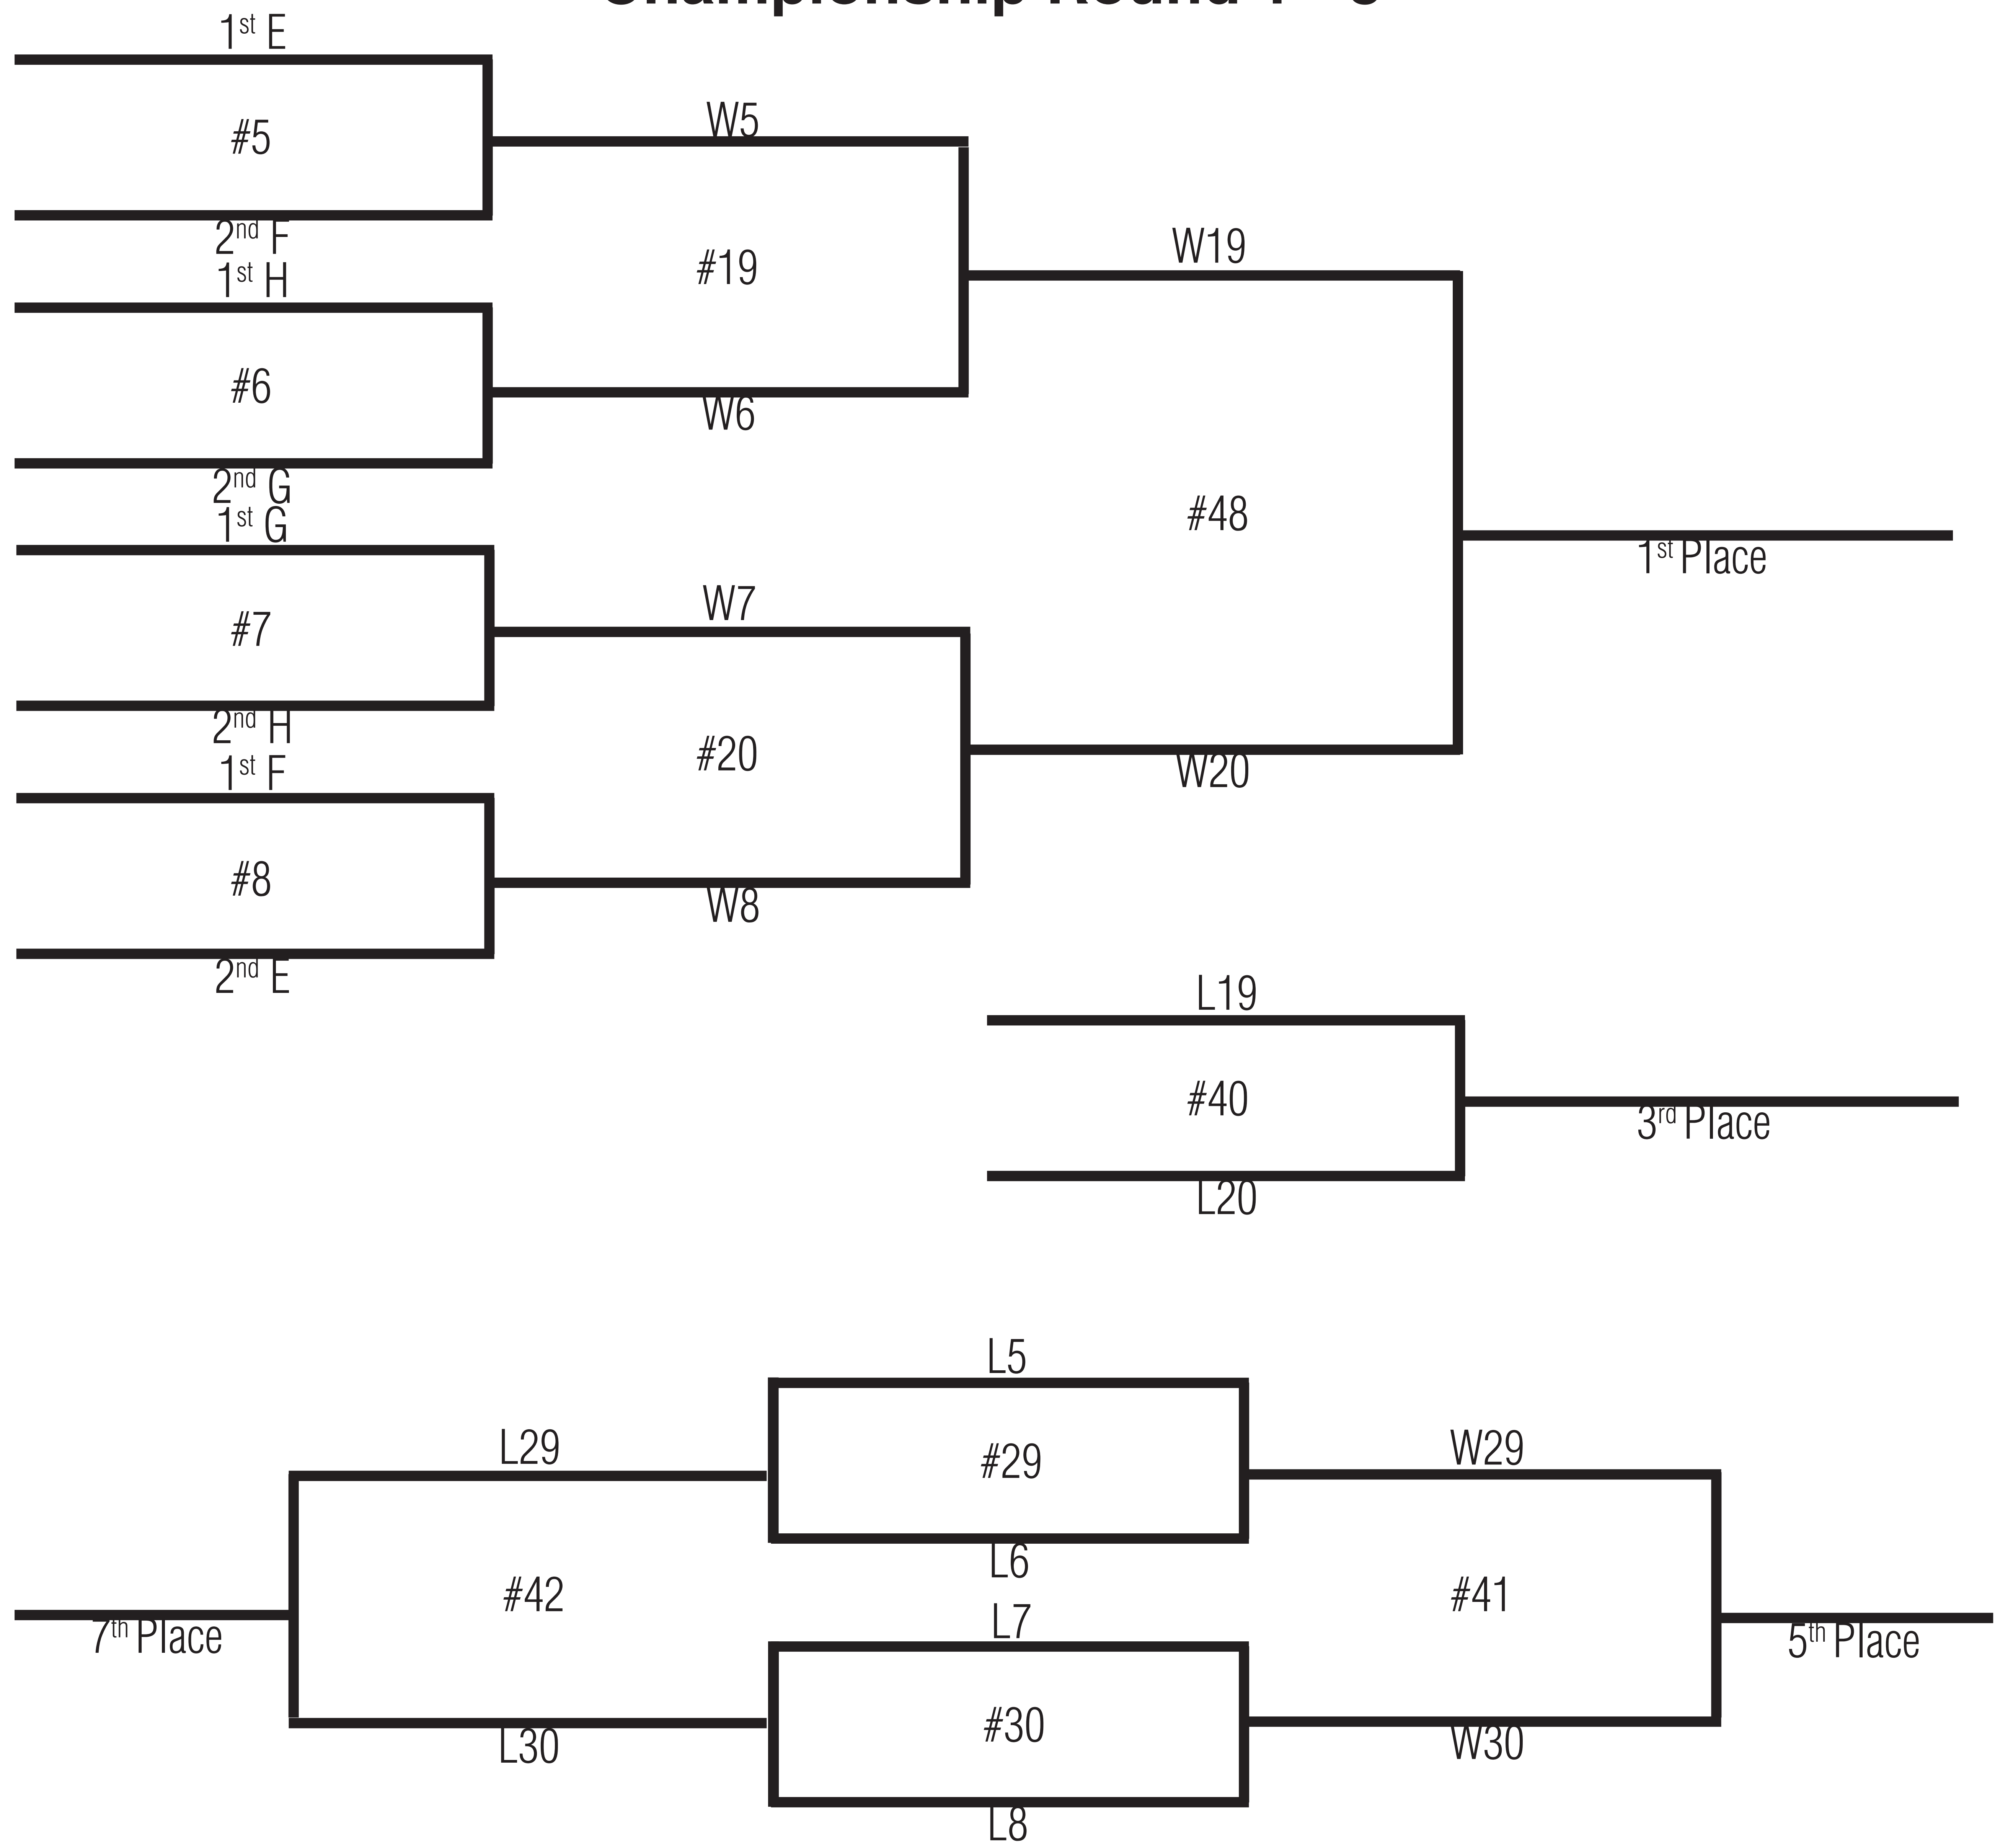 1st E
#5
W5
2nd F
1st H
#19
W19
#6
W6
2nd G
1st G
#48
1st Place
#7
W7
2nd H
1st F
#20
W20
#8
W8
2nd E
L19
#40
3rd Place
L20
L5
L29
#29
W29
L6
#42
#41
L7
7th Place
5th Place
L30
#30
W30
L8